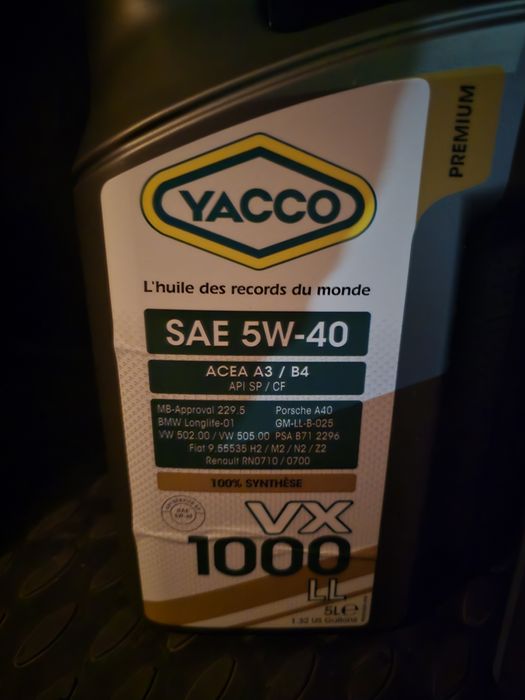 PREMIUM
YACCO
L'huile des records du monde
SAE 5W-40
ACEA A3 / B4
API SP / CF
MB-Approval 229.5 Porsche A40
BMW Longlife-01 GM-LL-B-025
VW 502.00 / VW 505.00 PSA B71 2296
Fiat 9.55535 H2 / M2 / N2 / Z2
Renault RN0710 / 0700
100% SYNTHÈSE
SAE
5W-40
VX
1000
LL
5L℮
1.32 US Gallons